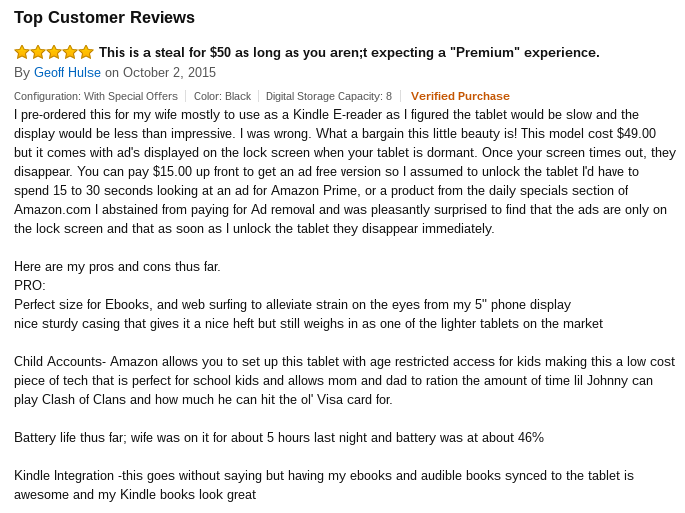 Top Customer Reviews
This is a steal for $50 as long as you aren;t expecting a "Premium" experience.
By Geoff Hulse on October 2, 2015
Configuration: With Special Offers | Color: Black | Digital Storage Capacity: 8 | Verified Purchase
I pre-ordered this for my wife mostly to use as a Kindle E-reader as I figured the tablet would be slow and the
display would be less than impressive. I was wrong. What a bargain this little beauty is! This model cost $49.00
but it comes with ad's displayed on the lock screen when your tablet is dormant. Once your screen times out, they
disappear. You can pay $15.00 up front to get an ad free version so I assumed to unlock the tablet I'd have to
spend 15 to 30 seconds looking at an ad for Amazon Prime, or a product from the daily specials section of
Amazon.com I abstained from paying for Ad removal and was pleasantly surprised to find that the ads are only on
the lock screen and that as soon as I unlock the tablet they disappear immediately.
Here are my pros and cons thus far.
PRO:
Perfect size for Ebooks, and web surfing to alleviate strain on the eyes from my 5" phone display
nice sturdy casing that gives it a nice heft but still weighs in as one of the lighter tablets on the market
Child Accounts- Amazon allows you to set up this tablet with age restricted access for kids making this a low cost
piece of tech that is perfect for school kids and allows mom and dad to ration the amount of time lil Johnny can
play Clash of Clans and how much he can hit the ol' Visa card for.
Battery life thus far; wife was on it for about 5 hours last night and battery was at about 46%
Kindle Integration -this goes without saying but having my ebooks and audible books synced to the tablet is
awesome and my Kindle books look great